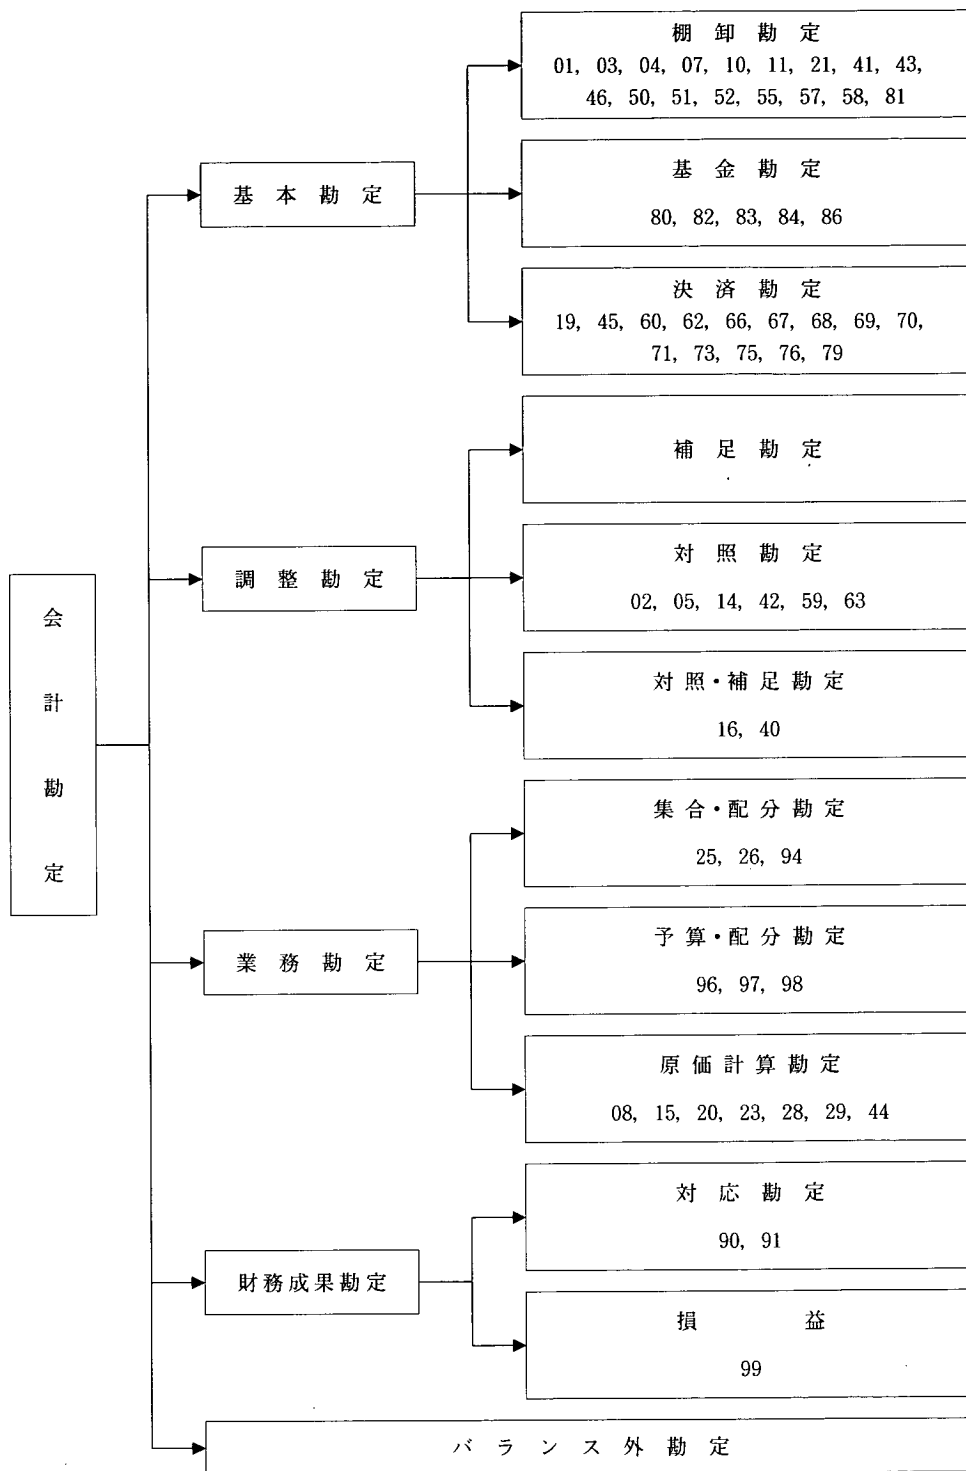 会計勘定
基本勘定
棚卸勘定
01, 03, 04, 07, 10, 11, 21, 41, 43,
46, 50, 51, 52, 55, 57, 58, 81
基金勘定
80, 82, 83, 84, 86
決済勘定
19, 45, 60, 62, 66, 67, 68, 69, 70,
71, 73, 75, 76, 79
調整勘定
補足勘定
対照勘定
02, 05, 14, 42, 59, 63
対照・補足勘定
16, 40
業務勘定
集合・配分勘定
25, 26, 94
予算・配分勘定
96, 97, 98
原価計算勘定
08, 15, 20, 23, 28, 29, 44
財務成果勘定
対応勘定
90, 91
損益
99
バランス外勘定